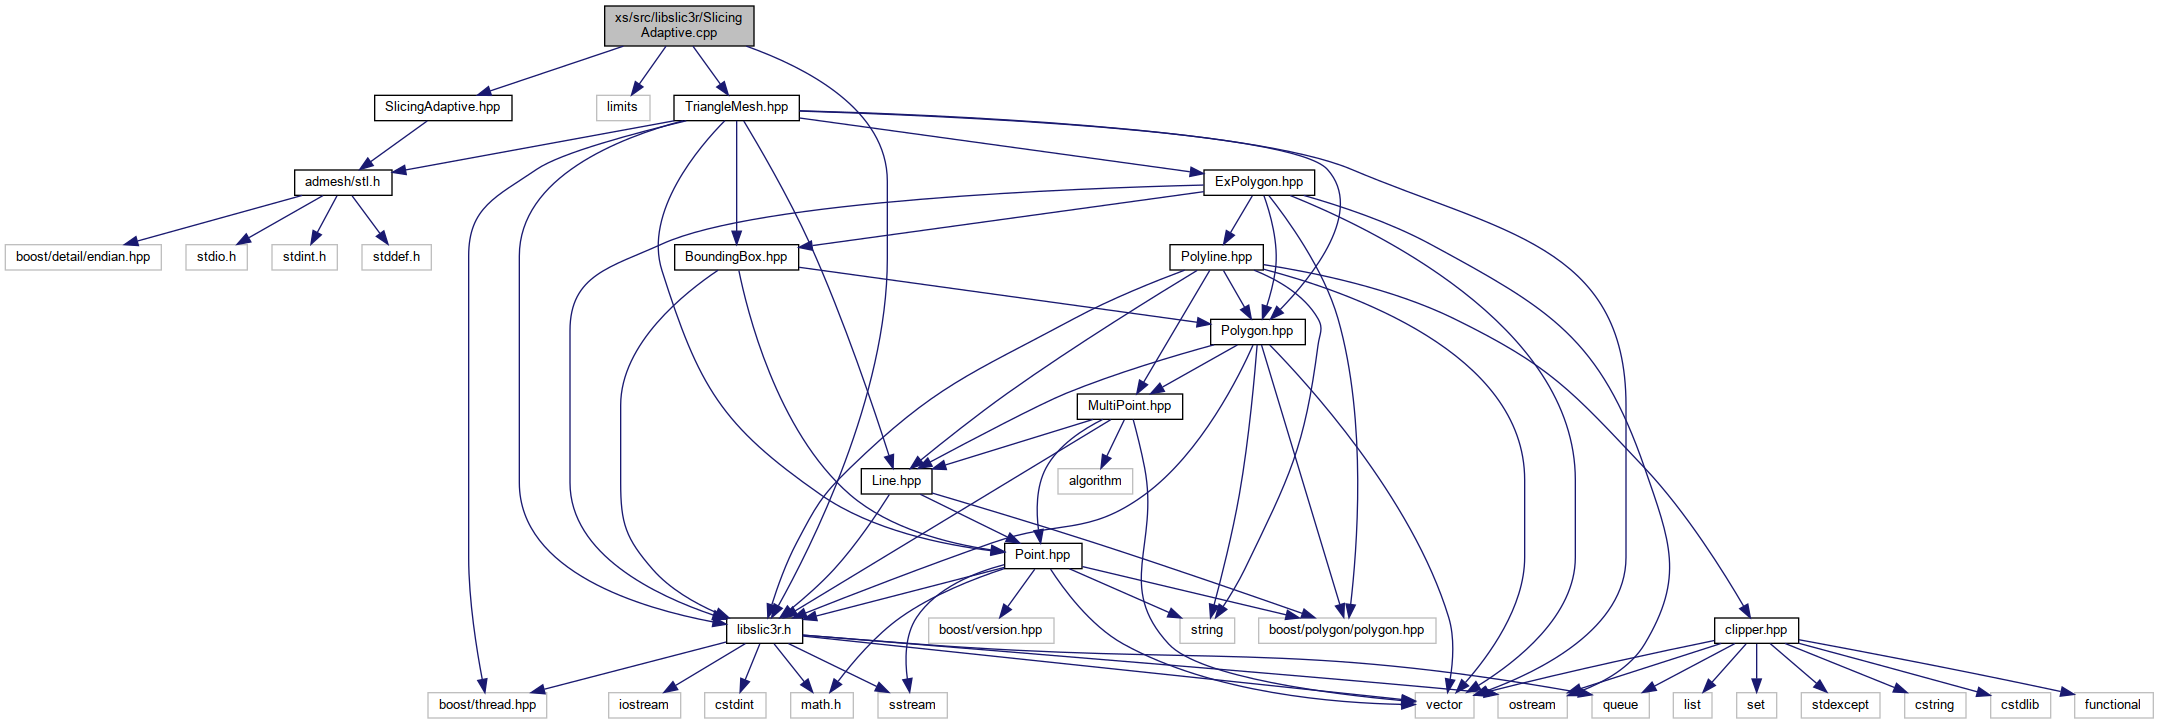 xs/src/libslic3r/Slicing
Adaptive.cpp
SlicingAdaptive.hpp
limits
TriangleMesh.hpp
admesh/stl.h
ExPolygon.hpp
boost/detail/endian.hpp
stdio.h
stdint.h
stddef.h
BoundingBox.hpp
Polyline.hpp
Polygon.hpp
MultiPoint.hpp
Line.hpp
algorithm
Point.hpp
libslic3r.h
boost/version.hpp
string
boost/polygon/polygon.hpp
clipper.hpp
boost/thread.hpp
iostream
cstdint
math.h
sstream
vector
ostream
queue
list
set
stdexcept
cstring
cstdlib
functional